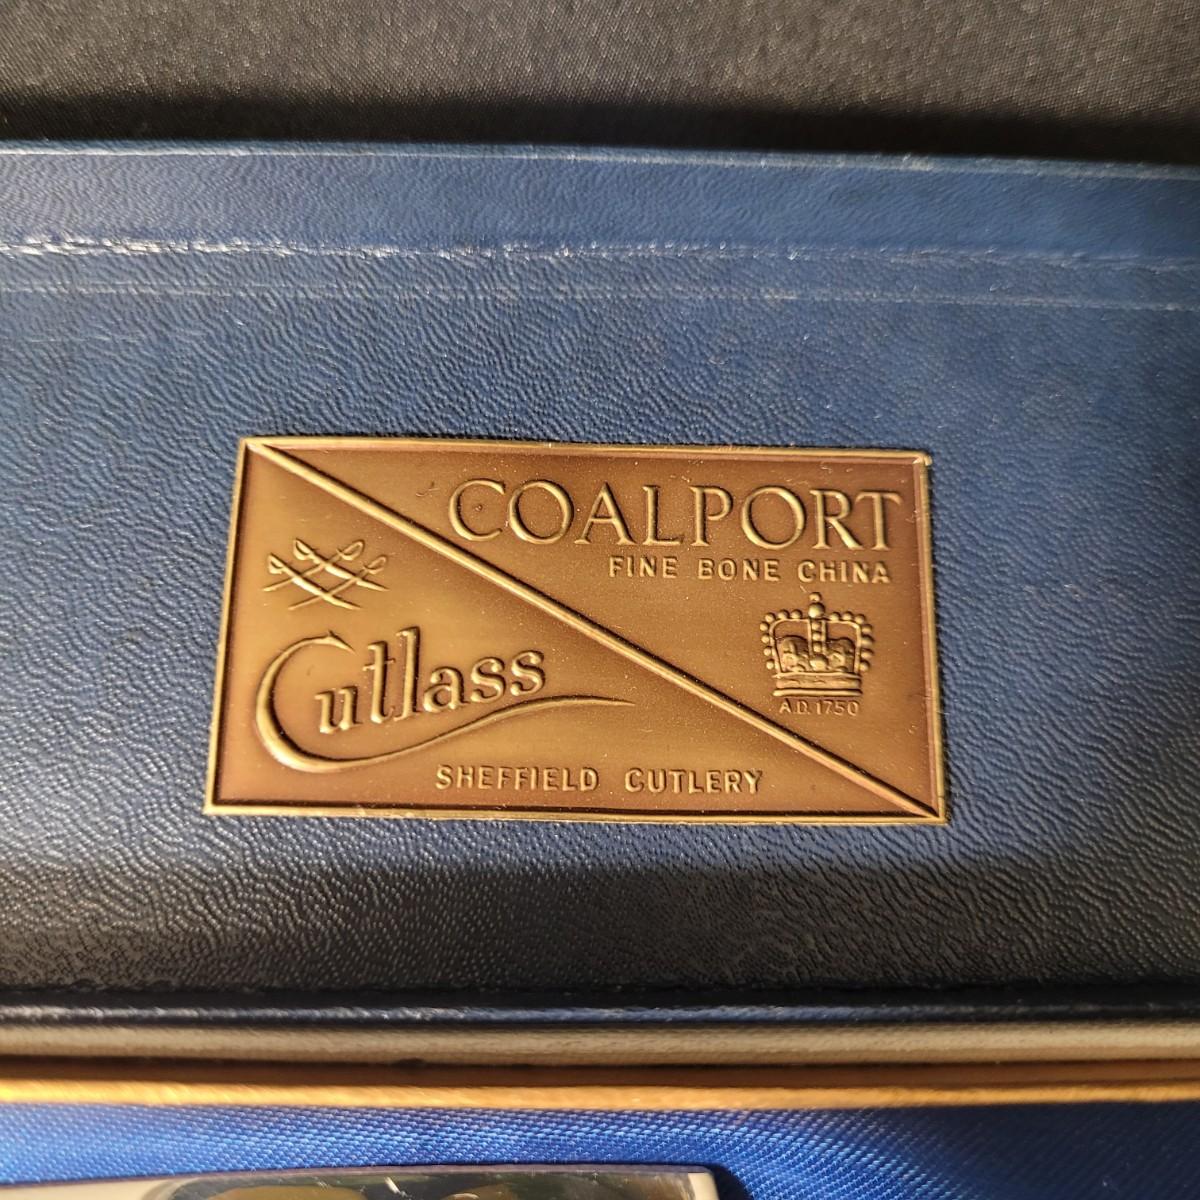 COALPORT
FINE BONE CHINA
A.D. 1750
Cutlass
SHEFFIELD CUTLERY